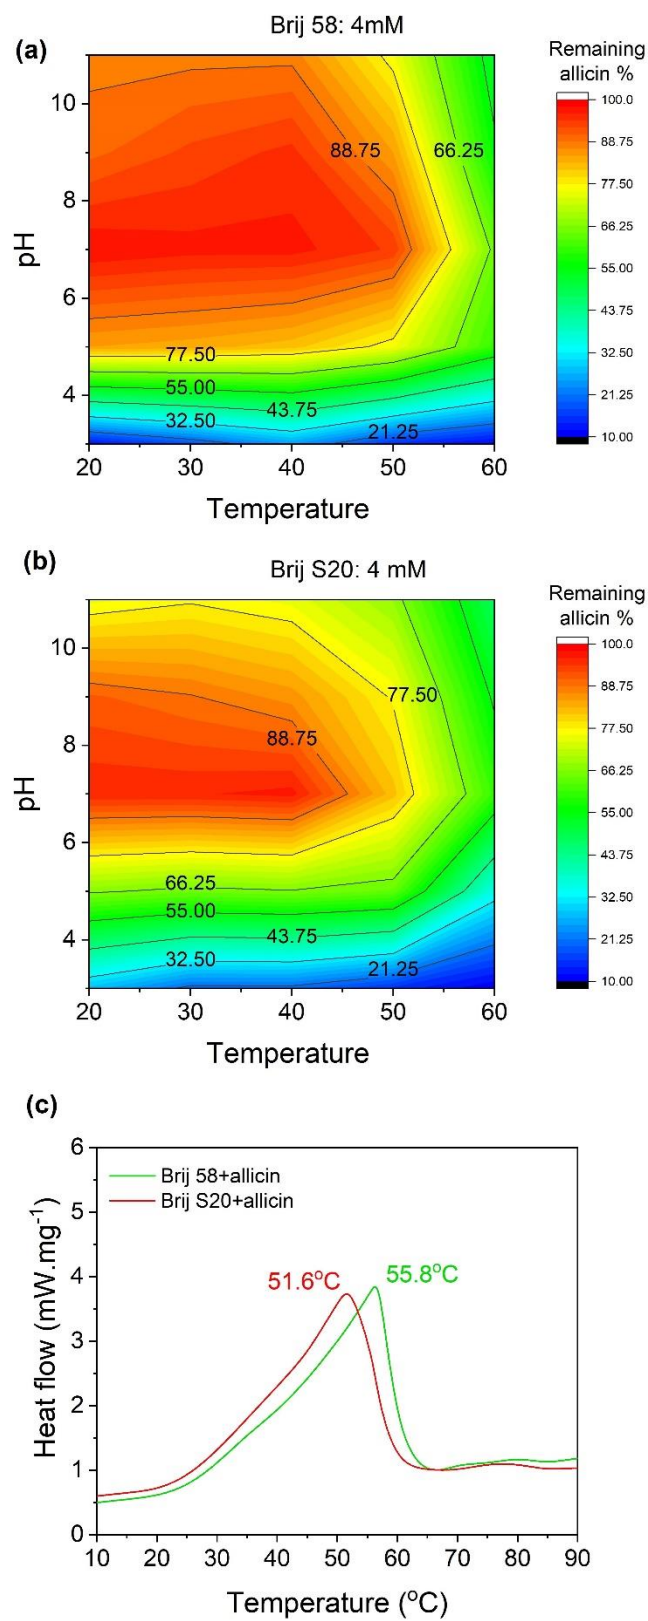 Brij 58: 4mM
(a)
Remaining
allicin %
100.0
88.75
77.50
66.25
55.00
43.75
32.50
21.25
10.00
10
8
6
4
pH
88.75
66.25
77.50
55.00
43.75
32.50
21.25
20 30 40 50 60
Temperature
(b)
Brij S20: 4 mM
Remaining
allicin %
100.0
88.75
77.50
66.25
55.00
43.75
32.50
21.25
10.00
10
8
6
4
pH
77.50
88.75
66.25
55.00
43.75
32.50
21.25
20 30 40 50 60
Temperature
(c)
6
5
4
3
2
1
0
Heat flow (mW.mg⁻¹)
Brij 58+allicin
Brij S20+allicin
51.6°C 55.8°C
10 20 30 40 50 60 70 80 90
Temperature (°C)